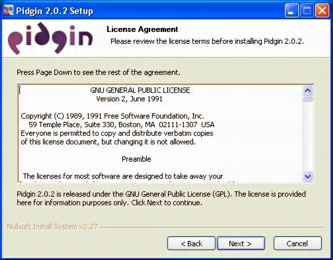 Pidgin 2.0.2 Setup
pidgin
License Agreement
Please review the license terms before installing Pidgin 2.0.2.
Press Page Down to see the rest of the agreement.
GNU GENERAL PUBLIC LICENSE
Version 2, June 1991
Copyright (C) 1989, 1991 Free Software Foundation, Inc.
59 Temple Place, Suite 330, Boston, MA 02111-1307 USA
Everyone is permitted to copy and distribute verbatim copies
of this license document, but changing it is not allowed.
Preamble
The licenses for most software are designed to take away your
Pidgin 2.0.2 is released under the GNU General Public License (GPL). The license is provided
here for information purposes only. Click Next to continue.
Nullsoft Install System v2.27
< Back
Next >
Cancel